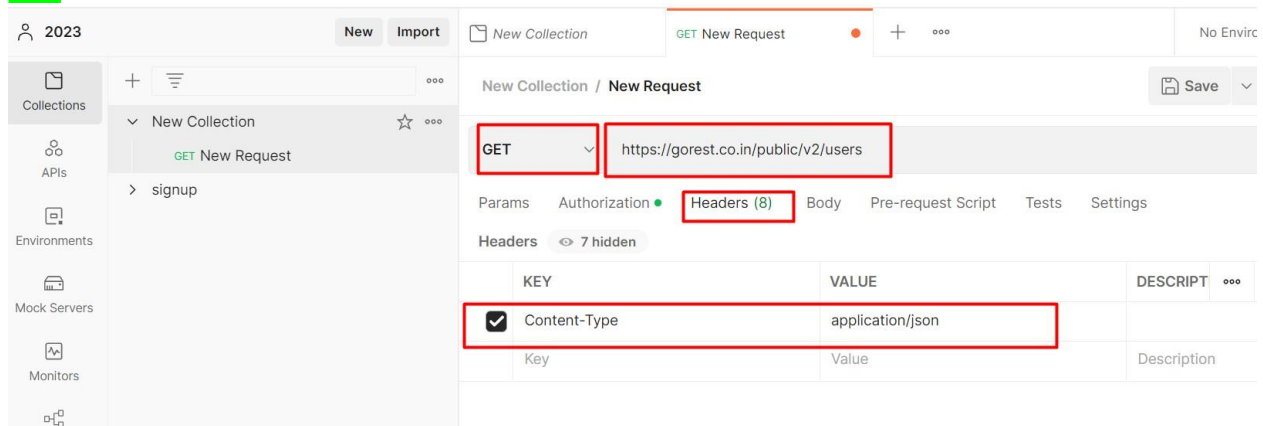 2023 New Import
New Collection GET New Request No Enviro
Collections
New Collection / New Request Save
New Collection
GET New Request
GET https://gorest.co.in/public/v2/users
APIs
signup
Params Authorization Headers (8) Body Pre-request Script Tests Settings
Environments
Headers 7 hidden
KEY VALUE DESCRIPT
Mock Servers
Content-Type application/json
Key Value Description
Monitors